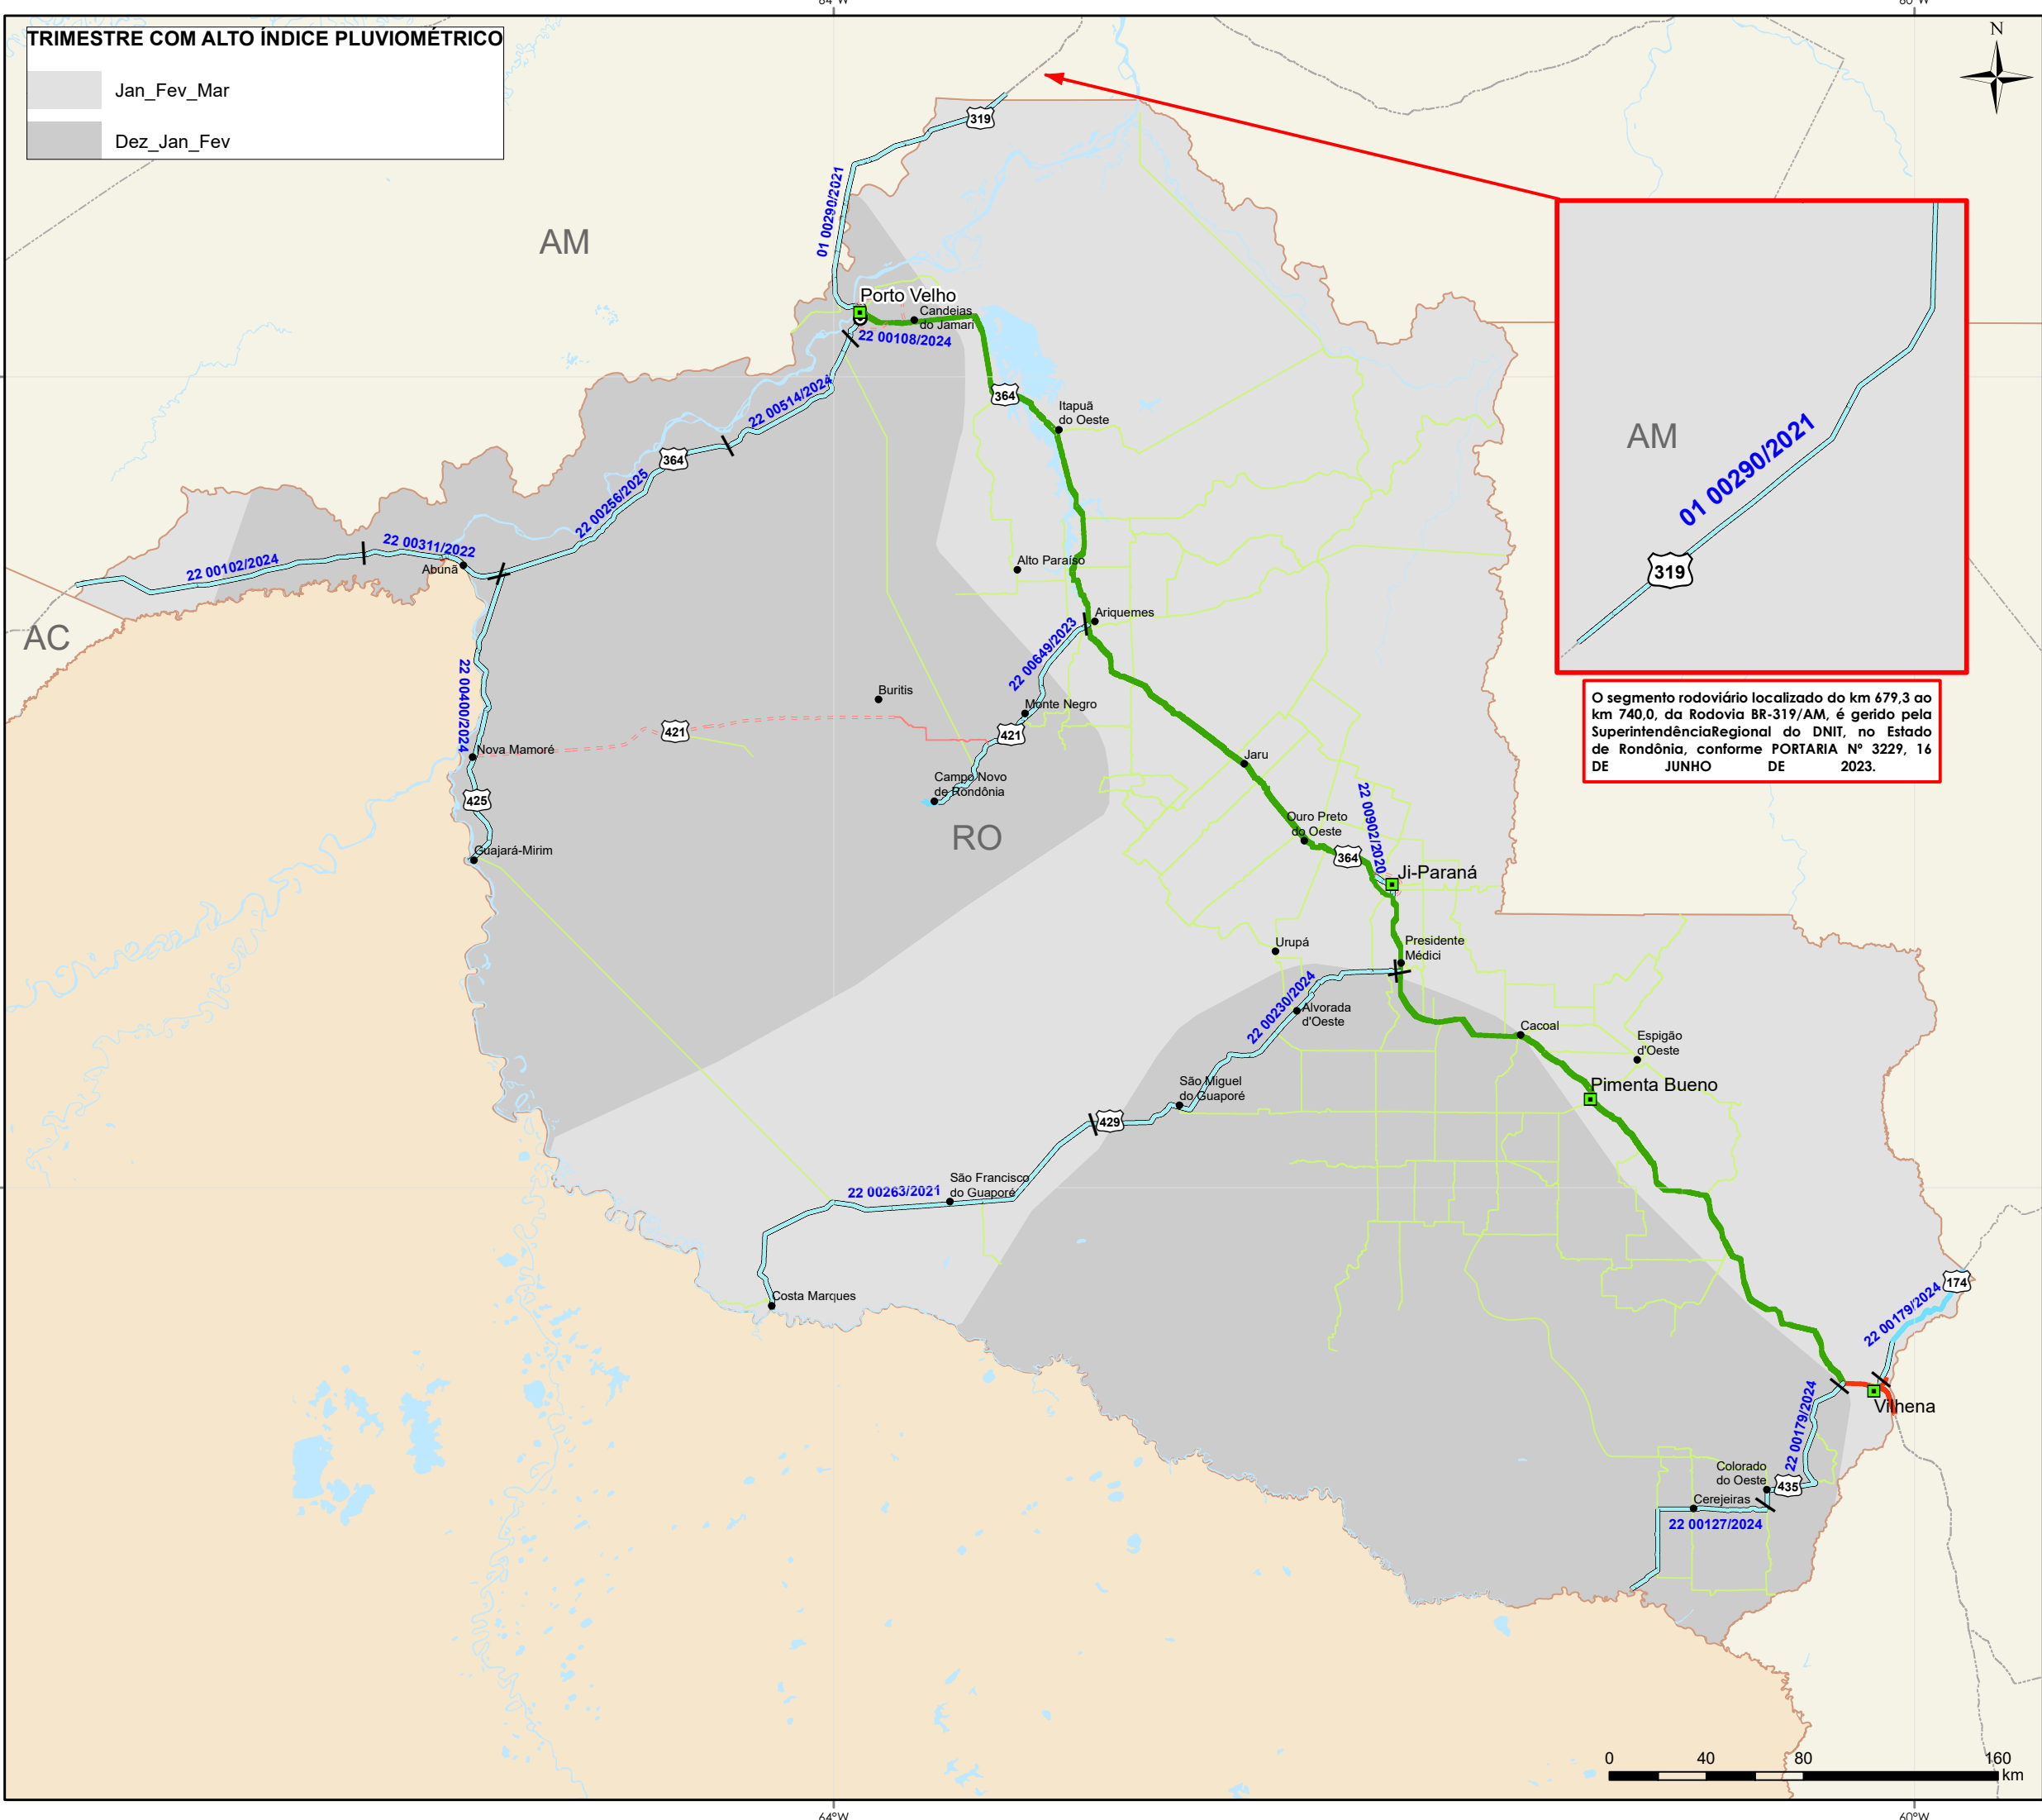 64°W
60°W
TRIMESTRE COM ALTO ÍNDICE PLUVIOMÉTRICO
Jan_Fev_Mar
Dez_Jan_Fev
N
319
01 00290/2021
AM
Porto Velho
Candeias
do Jamari
22 00108/2024
364
22 00514/2024
Itapuã
do Oeste
364
22 00256/2025
AM
01 00290/2021
319
22 00311/2022
22 00102/2024
Abunã
Alto Paraíso
Ariquemes
AC
22 00649/2023
22 00400/2024
Buritis
Monte Negro
421
421
Nova Mamoré
O segmento rodoviário localizado do km 679,3 ao
km 740,0, da Rodovia BR-319/AM, é gerido pela
SuperintendênciaRegional do DNIT, no Estado
de Rondônia, conforme PORTARIA Nº 3229, 16
DE JUNHO DE 2023.
Jaru
Campo Novo
de Rondônia
425
22 00902/2020
Ouro Preto
do Oeste
RO
Guajará-Mirim
364
Ji-Paraná
Urupá
Presidente
Médici
22 00230/2024
Alvorada
d'Oeste
Cacoal
Espigão
d'Oeste
São Miguel
do Guaporé
Pimenta Bueno
429
São Francisco
do Guaporé
22 00263/2021
Costa Marques
174
22 00179/2024
Vilhena
22 00179/2024
Colorado
do Oeste
435
Cerejeiras
22 00127/2024
0 40 80 160
km
64°W
60°W